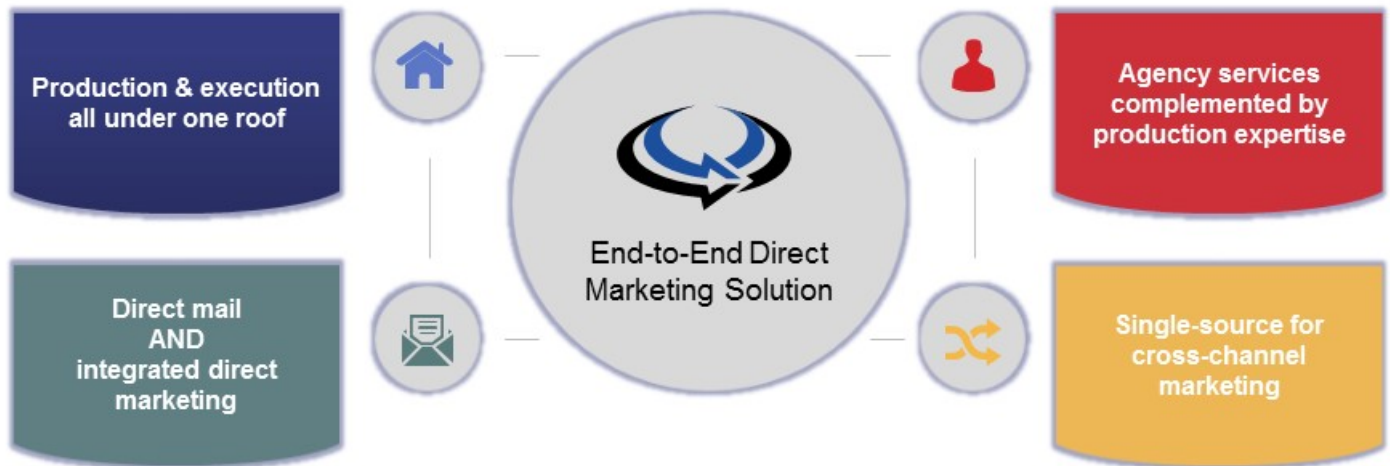 Production & execution
all under one roof
Agency services
complemented by
production expertise
End-to-End Direct
Marketing Solution
Direct mail
AND
integrated direct
marketing
Single-source for
cross-channel
marketing